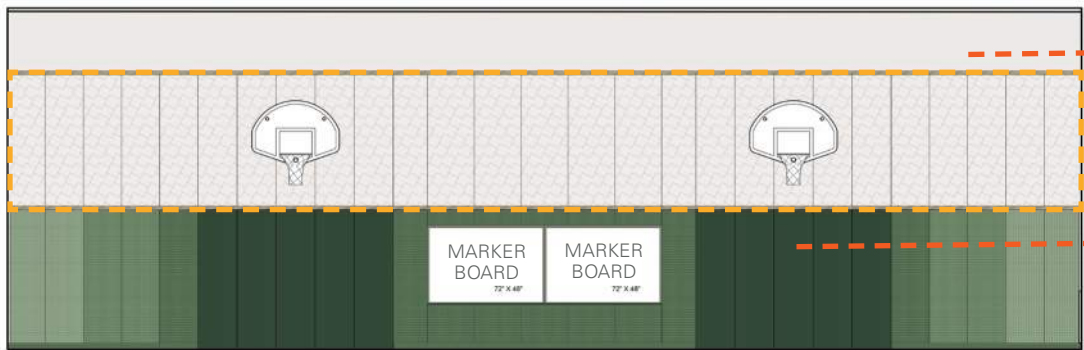 MARKER
BOARD
72" X 48"
MARKER
BOARD
72" X 48"